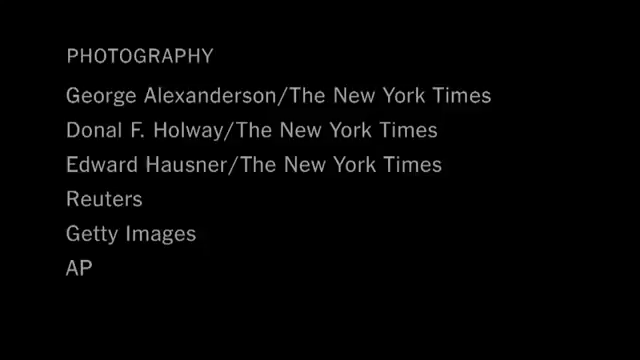 PHOTOGRAPHY
George Alexanderson/The New York Times
Donal F. Holway/The New York Times
Edward Hausner/The New York Times
Reuters
Getty Images
AP